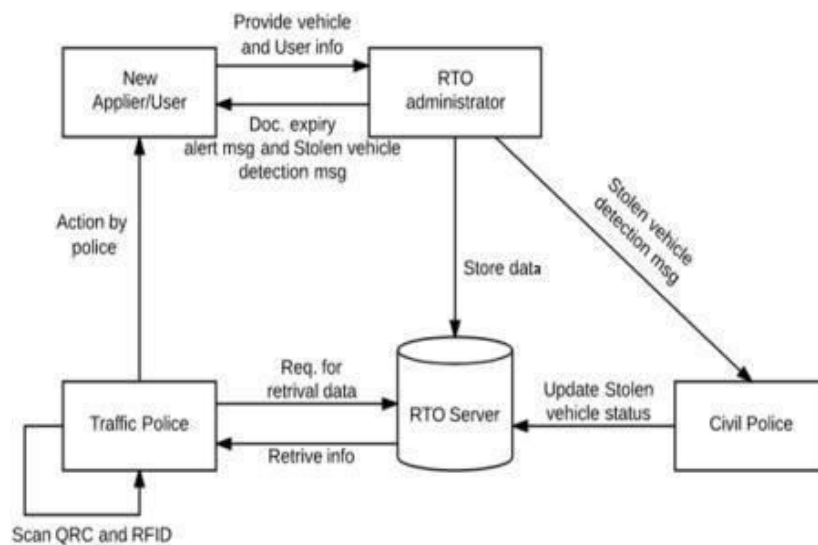 Provide vehicle
and User info
New
Applier/User
RTO
administrator
Doc. expiry
alert msg and Stolen vehicle
detection msg
Stolen vehicle
detection msg
Action by
police
Store data
Req. for
retrival data
Update Stolen
vehicle status
Traffic Police
RTO Server
Civil Police
Retrive info
Scan QRC and RFID